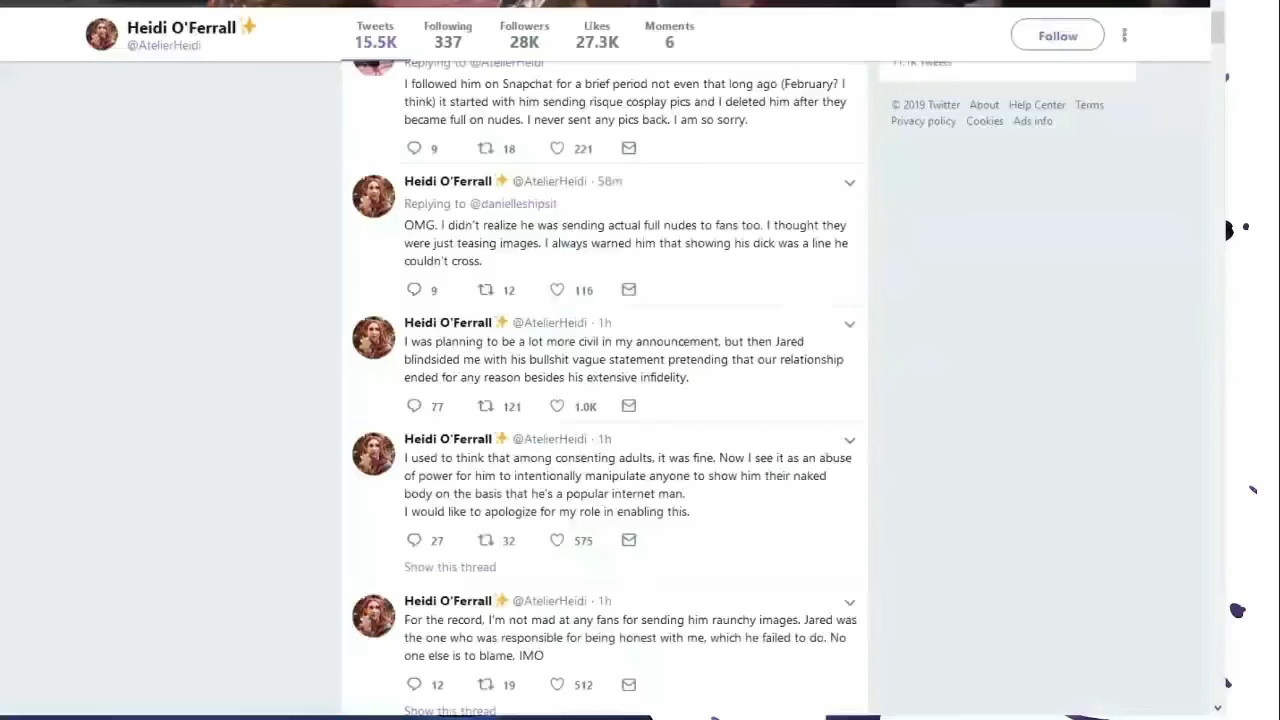 Heidi O'Ferrall✨
@AtelierHeidi
Tweets Following Followers Likes Moments
15.5K 337 28K 27.3K 6
Follow
Replying to @AtelierHeidi
I followed him on Snapchat for a brief period not even that long ago (February? I
think) it started with him sending risque cosplay pics and I deleted him after they
became full on nudes. I never sent any pics back. I am so sorry.
9 18 221
11.1K Tweets
© 2019 Twitter About Help Center Terms
Privacy policy Cookies Ads info
Heidi O'Ferrall✨ @AtelierHeidi · 58m
Replying to @danielleshipsit
OMG. I didn't realize he was sending actual full nudes to fans too. I thought they
were just teasing images. I always warned him that showing his dick was a line he
couldn't cross.
9 12 116
Heidi O'Ferrall✨ @AtelierHeidi · 1h
I was planning to be a lot more civil in my announcement, but then Jared
blindsided me with his bullshit vague statement pretending that our relationship
ended for any reason besides his extensive infidelity.
77 121 1.0K
Heidi O'Ferrall✨ @AtelierHeidi · 1h
I used to think that among consenting adults, it was fine. Now I see it as an abuse
of power for him to intentionally manipulate anyone to show him their naked
body on the basis that he's a popular internet man.
I would like to apologize for my role in enabling this.
27 32 575
Show this thread
Heidi O'Ferrall✨ @AtelierHeidi · 1h
For the record, I'm not mad at any fans for sending him raunchy images. Jared was
the one who was responsible for being honest with me, which he failed to do. No
one else is to blame, IMO
12 19 512
Show this thread